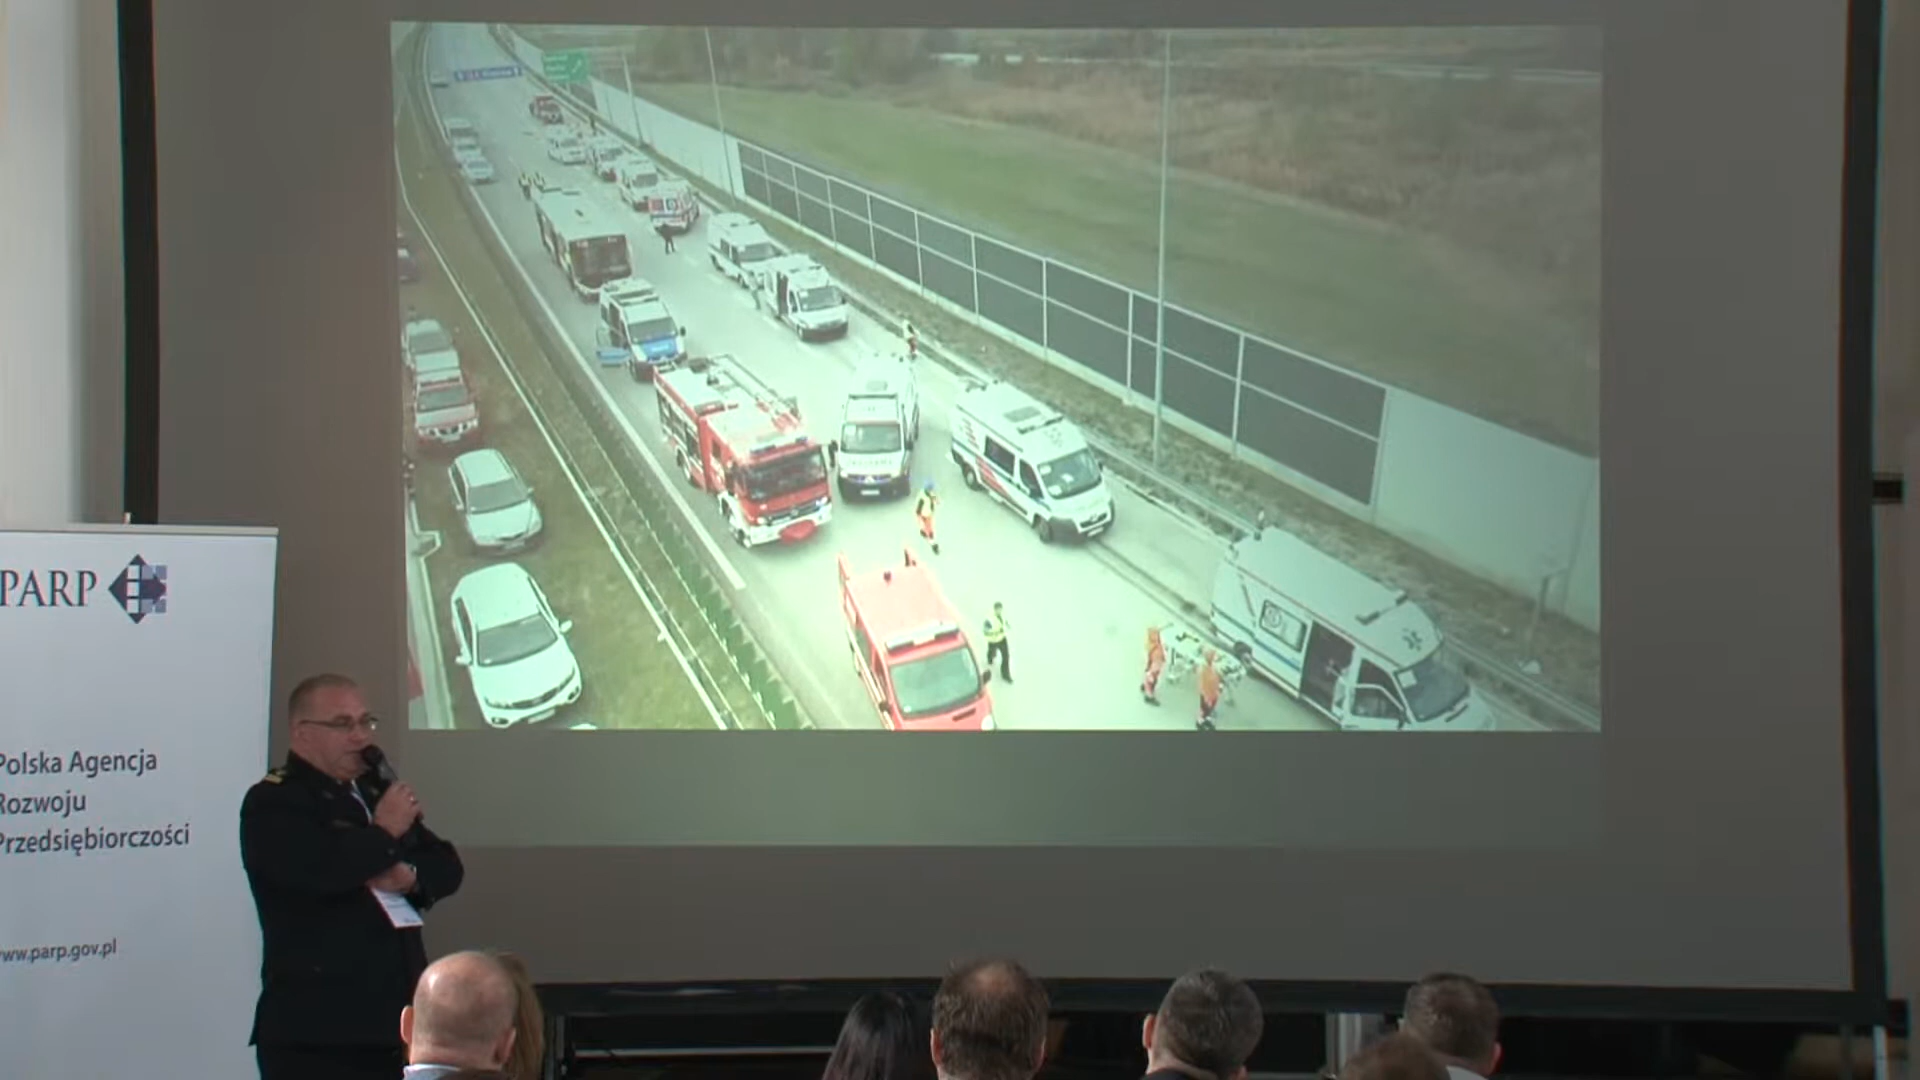 PARP
Polska Agencja
Rozwoju
Przedsiębiorczości
www.parp.gov.pl